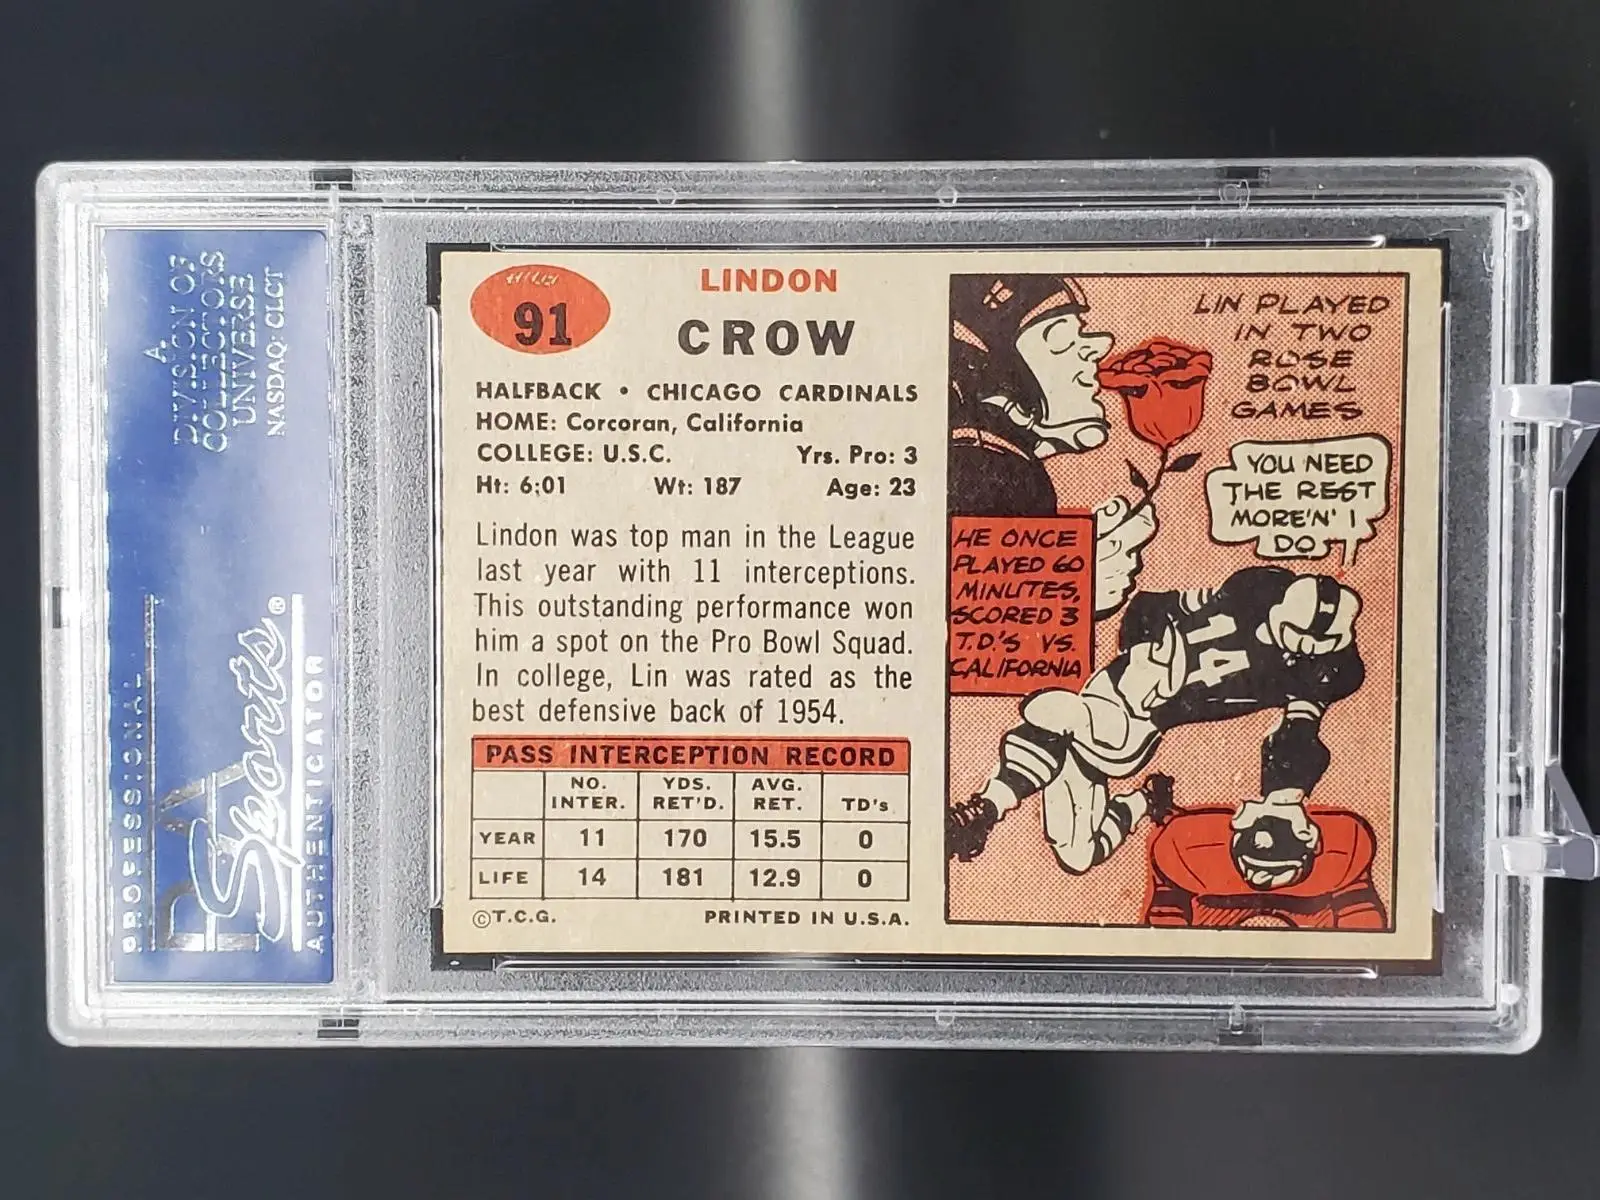 A
DIVISION OF
COLLECTORS
UNIVERSE
NASDAQ: CLCT
PROFESSIONAL
PSA
Sports®
AUTHENTICATOR
91
LINDON
CROW
HALFBACK • CHICAGO CARDINALS
HOME: Corcoran, California
COLLEGE: U.S.C. Yrs. Pro: 3
Ht: 6:01 Wt: 187 Age: 23
Lindon was top man in the League
last year with 11 interceptions.
This outstanding performance won
him a spot on the Pro Bowl Squad.
In college, Lin was rated as the
best defensive back of 1954.
PASS INTERCEPTION RECORD
NO. INTER. YDS. RET'D. AVG. RET. TD's
YEAR 11 170 15.5 0
LIFE 14 181 12.9 0
©T.C.G. PRINTED IN U.S.A.
LIN PLAYED
IN TWO
ROSE
BOWL
GAMES
YOU NEED
THE REST
MORE'N' I
DO
HE ONCE
PLAYED 60
MINUTES,
SCORED 3
T.D.'S VS.
CALIFORNIA
14